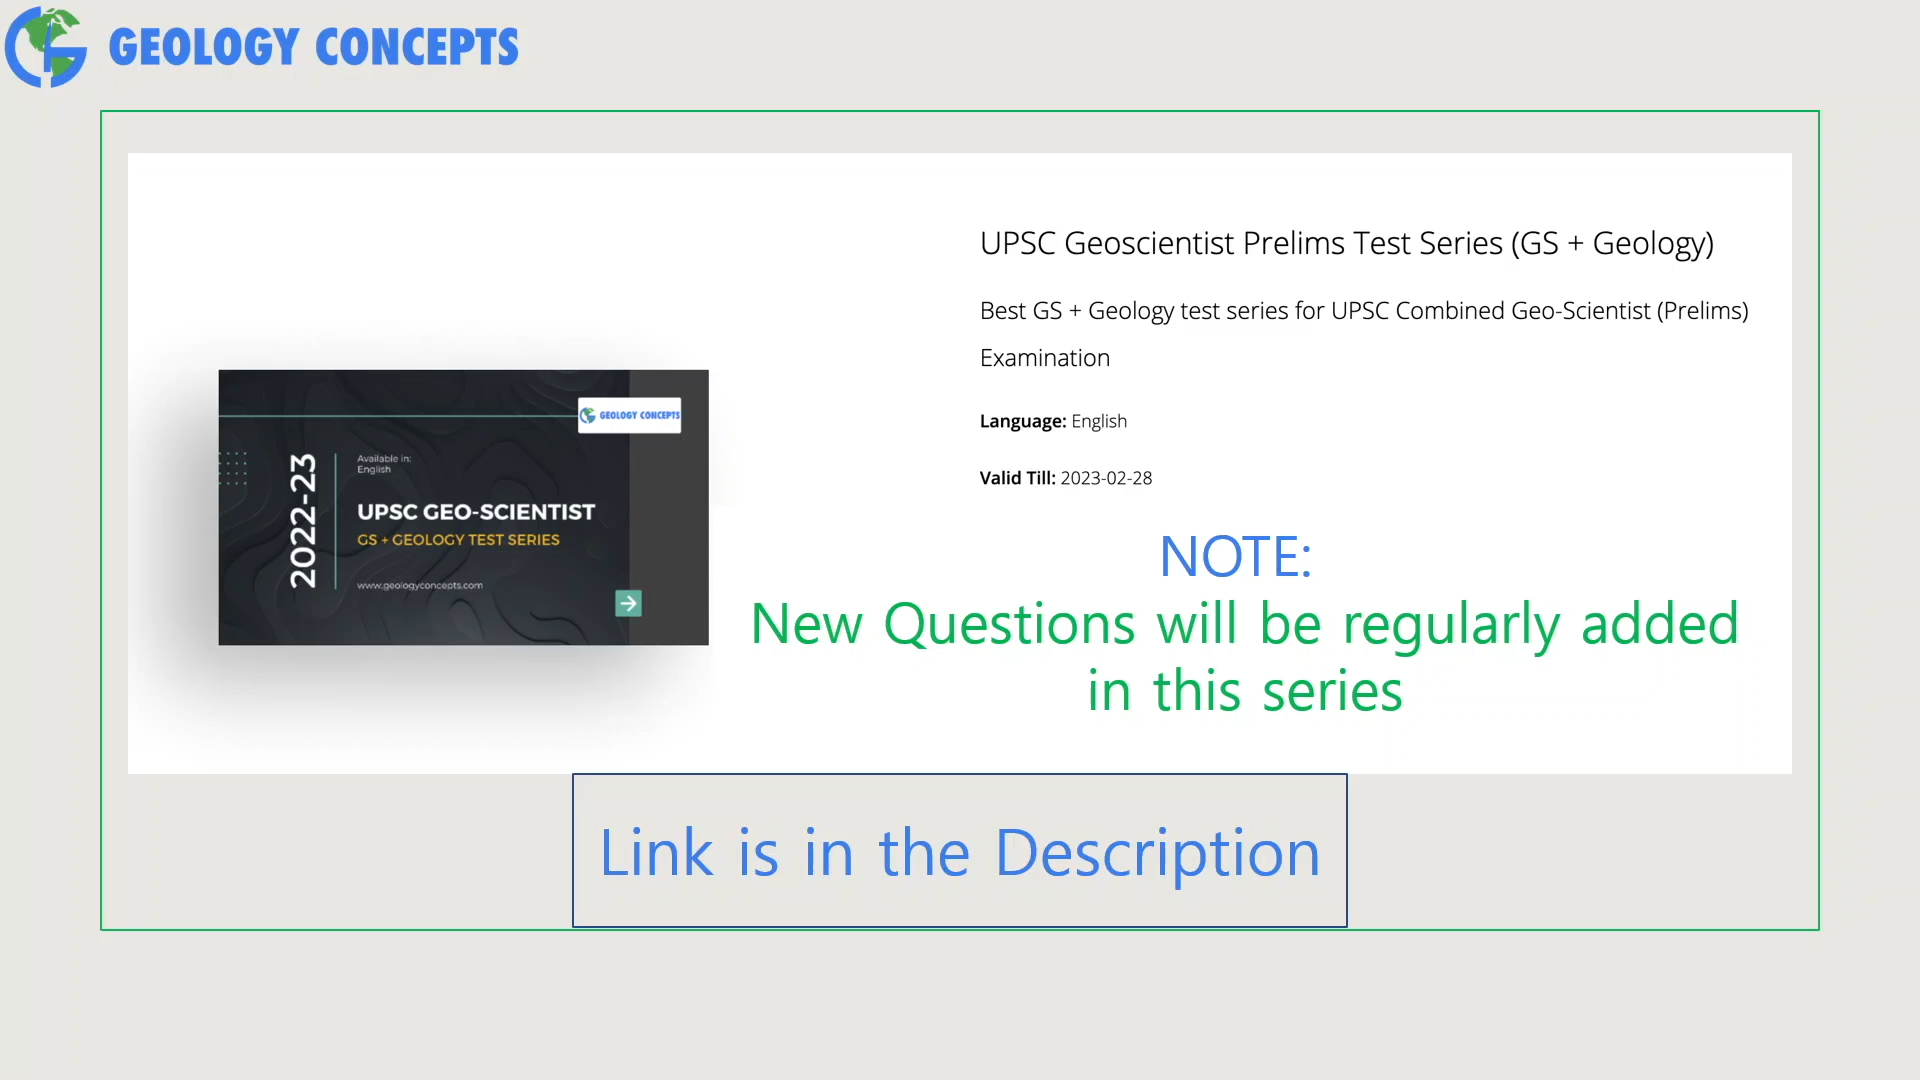 GEOLOGY CONCEPTS
UPSC Geoscientist Prelims Test Series (GS + Geology)
Best GS + Geology test series for UPSC Combined Geo-Scientist (Prelims)
Examination
Language: English
Valid Till: 2023-02-28
GEOLOGY CONCEPTS
2022-23
Available in:
English
UPSC GEO-SCIENTIST
GS + GEOLOGY TEST SERIES
www.geologyconcepts.com
NOTE:
New Questions will be regularly added
in this series
Link is in the Description